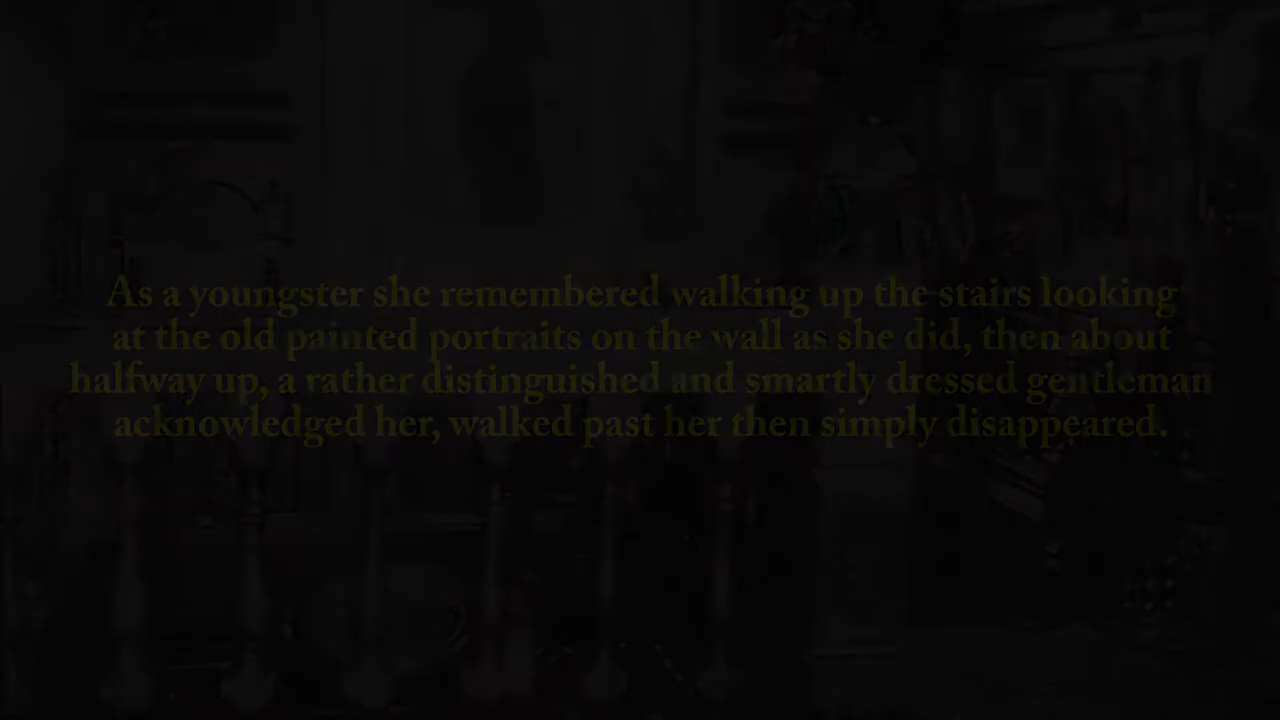 As a youngster she remembered walking up the stairs looking
at the old painted portraits on the wall as she did, then about
halfway up, a rather distinguished and smartly dressed gentleman
acknowledged her, walked past her then simply disappeared.